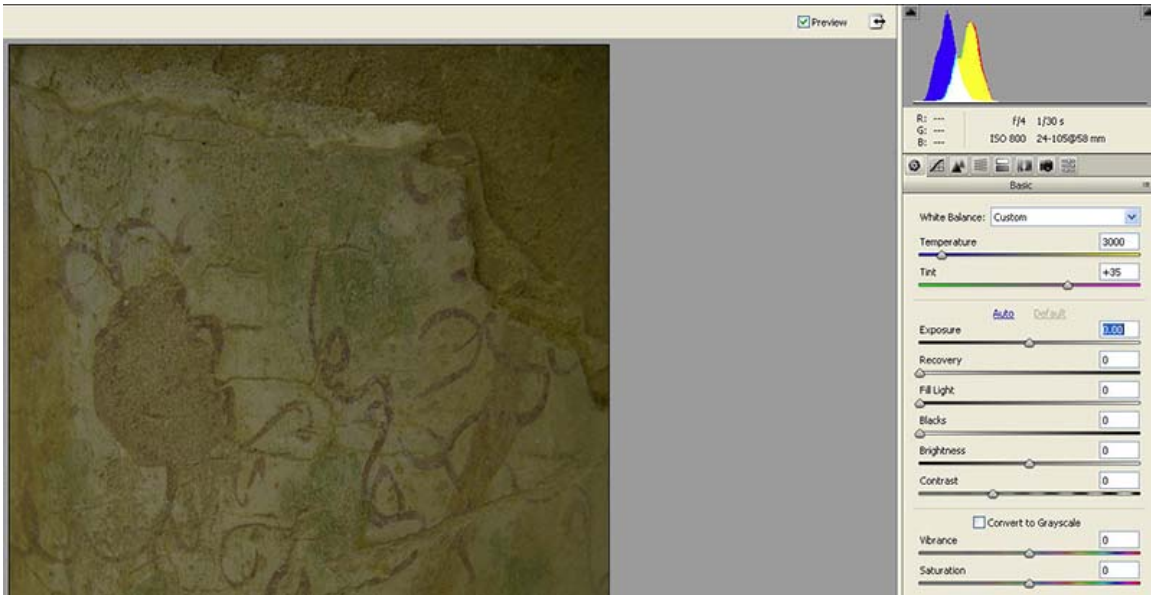 Preview
R: ---
G: ---
B: ---
f/4 1/30 s
ISO 800 24-105@58 mm
Basic
White Balance: Custom
Temperature 3000
Tint +35
Auto Default
Exposure 0.00
Recovery 0
Fill Light 0
Blacks 0
Brightness 0
Contrast 0
Convert to Grayscale
Vibrance 0
Saturation 0